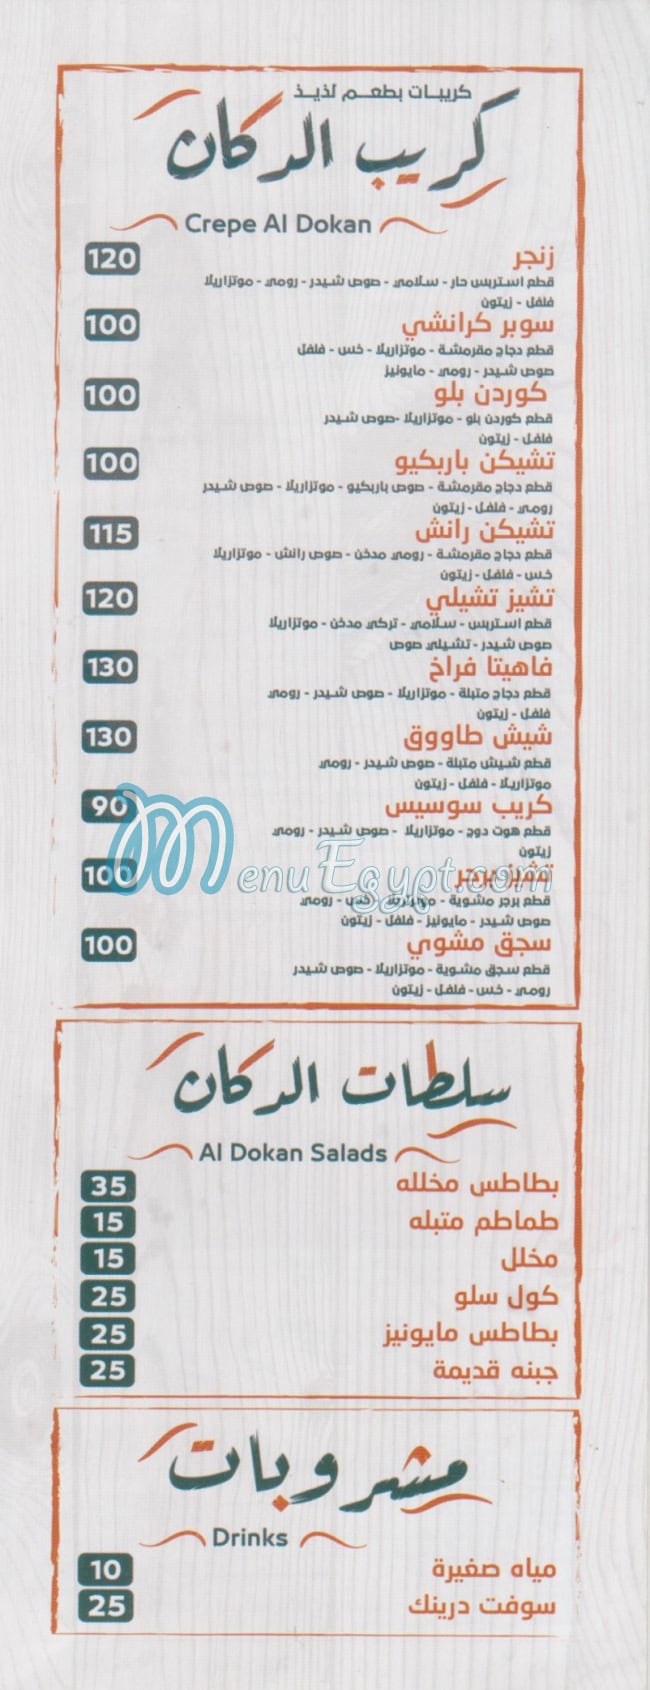 كريبات بطعم لذيذ
كريب الدكان
Crepe Al Dokan
زنجر 120
قطع استربس حار - سلامي - صوص شيدر - رومي - موتزاريلا
فلفل - زيتون
سوبر كرانشي 100
قطع دجاج مقرمشة - موتزاريلا - خس - فلفل
صوص شيدر - رومي - مايونيز
كوردن بلو 100
قطع كوردن بلو - موتزاريلا -صوص شيدر
فلفل - زيتون
تشيكن باربكيو 100
قطع دجاج مقرمشة - صوص باربكيو - موتزاريلا - صوص شيدر
رومي - فلفل - زيتون
تشيكن رانش 115
قطع دجاج مقرمشة - رومي مدخن - صوص رانش - موتزاريلا
خس - فلفل - زيتون
تشيز تشيلي 120
قطع استربس - سلامي - تركي مدخن - موتزاريلا
صوص شيدر - تشيلي صوص
فاهيتا فراخ 130
قطع دجاج متبلة - موتزاريلا - صوص شيدر - رومي
فلفل - زيتون
شيش طاووق 130
قطع شيش متبلة - صوص شيدر - رومي
موتزاريلا - فلفل - زيتون
كريب سوسيس 90
قطع هوت دوج - موتزاريلا - صوص شيدر - رومي
زيتون
MenuEgypt.com
تشيز برجر 100
قطع برجر مشوية - موتزاريلا - خس - رومي
صوص شيدر - مايونيز - فلفل - زيتون
سجق مشوي 100
قطع سجق مشوية - موتزاريلا - صوص شيدر
رومي - خس - فلفل - زيتون
سلطات الدكان
Al Dokan Salads
بطاطس مخلله 35
طماطم متبله 15
مخلل 15
كول سلو 25
بطاطس مايونيز 25
جبنه قديمة 25
مشروبات
Drinks
مياه صغيرة 10
سوفت درينك 25